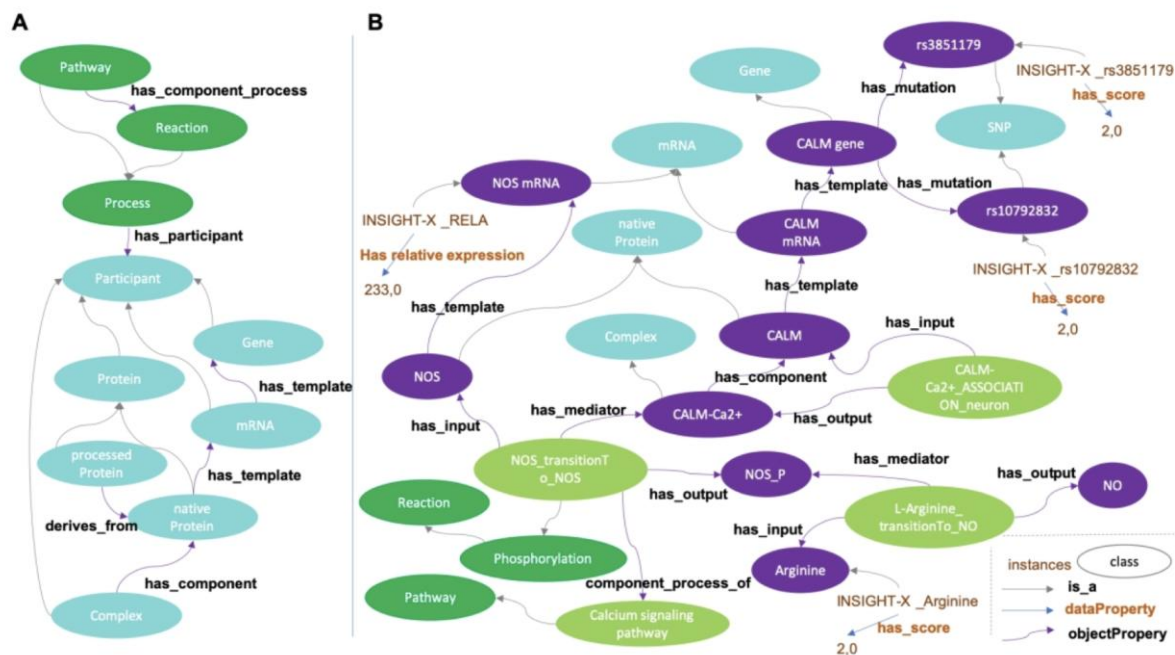 A
Pathway
has_component_process
Reaction
Process
has_participant
Participant
Gene
Protein
has_template
mRNA
processed
Protein
has_template
derives_from
native
Protein
has_component
Complex
B
rs3851179
Gene
INSIGHT-X _rs3851179
has_mutation
has_score
2,0
SNP
mRNA
CALM gene
NOS mRNA
has_template
has_mutation
INSIGHT-X _RELA
native
Protein
CALM
mRNA
rs10792832
Has relative expression
INSIGHT-X _rs10792832
233,0
has_template
has_score
has_template
2,0
has_input
Complex
CALM
NOS
has_component
CALM-
Ca2+_ASSOCIATI
ON_neuron
has_mediator
CALM-Ca2+
has_output
has_input
NOS_transitionT
o_NOS
has_mediator
NOS_P
has_output
has_output
NO
Reaction
L-Arginine_
transitionTo_NO
has_input
Phosphorylation
Arginine
component_process_of
Pathway
Calcium signaling
pathway
INSIGHT-X _Arginine
has_score
2,0
instances
class
is_a
dataProperty
objectPropery